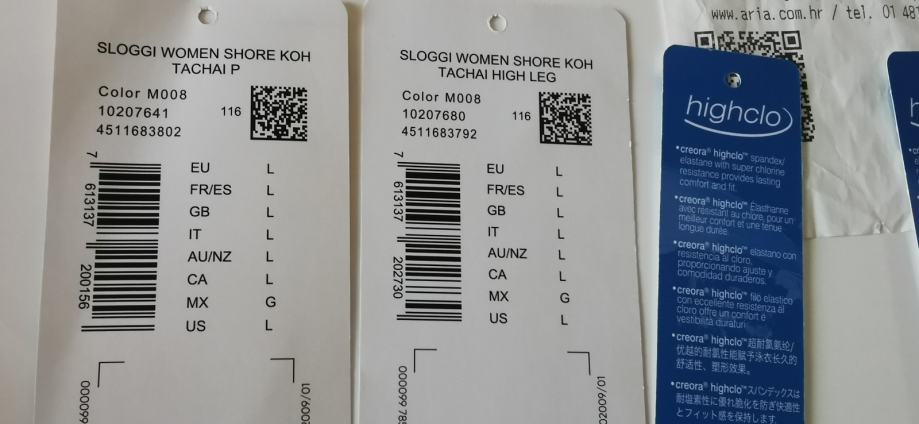 SLOGGI WOMEN SHORE KOH
TACHAI P
Color M008
10207641
116
4511683802
7
613137
200156
EU L
FR/ES L
GB L
IT L
AU/NZ L
CA L
MX G
US L
SLOGGI WOMEN SHORE KOH
TACHAI HIGH LEG
Color M008
10207680
116
4511683792
7
613137
202730
EU L
FR/ES L
GB L
IT L
AU/NZ L
CA L
MX G
US L
www.aria.com.hr / tel. 01 481
highclo
•creora® highclo™ spandex/
elastane with super chlorine
resistance provides lasting
comfort and fit.
•creora® highclo™ Élasthanne
avec résistant au chlore, pour un
meilleur confort et une tenue
longue durée.
•creora® highclo™ elastano con
resistencia al cloro,
proporcionando ajuste y
comodidad duraderos.
•creora® highclo™ filo elastico
con eccellente resistenza al
cloro offre un confort e
vestibilità duraturi.
•creora® highclo™超耐氯氨纶/
优越的耐氯性能赋予泳衣长久的
舒适性、塑形效果。
•creora® highclo™スパンデックスは
耐塩素性に優れ脆化を防ぎ快適性
とフィット感を保持します。